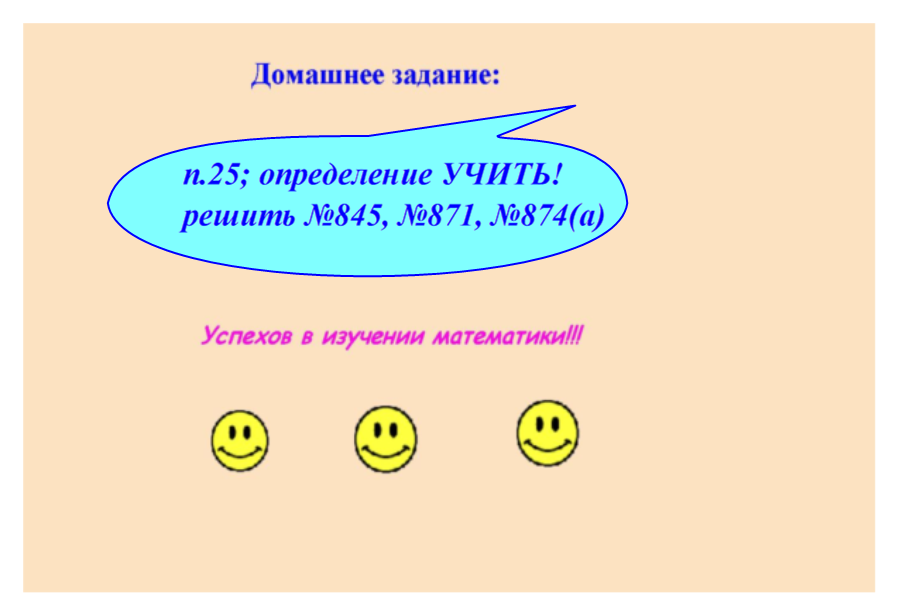 Домашнее задание:
п.25; определение УЧИТЬ!
решить №845, №871, №874(а)
Успехов в изучении математики!!!